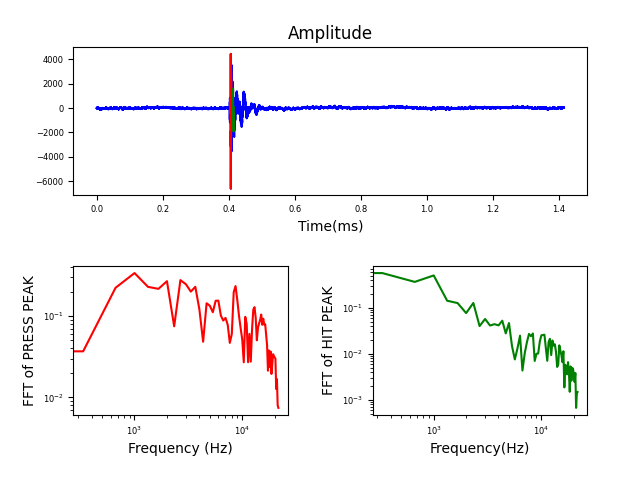 Amplitude
4000
2000
0
−2000
−4000
−6000
0.0 0.2 0.4 0.6 0.8 1.0 1.2 1.4
Time(ms)
FFT of PRESS PEAK
10⁻¹
10⁻²
10³ 10⁴
Frequency (Hz)
FFT of HIT PEAK
10⁻¹
10⁻²
10⁻³
10³ 10⁴
Frequency(Hz)